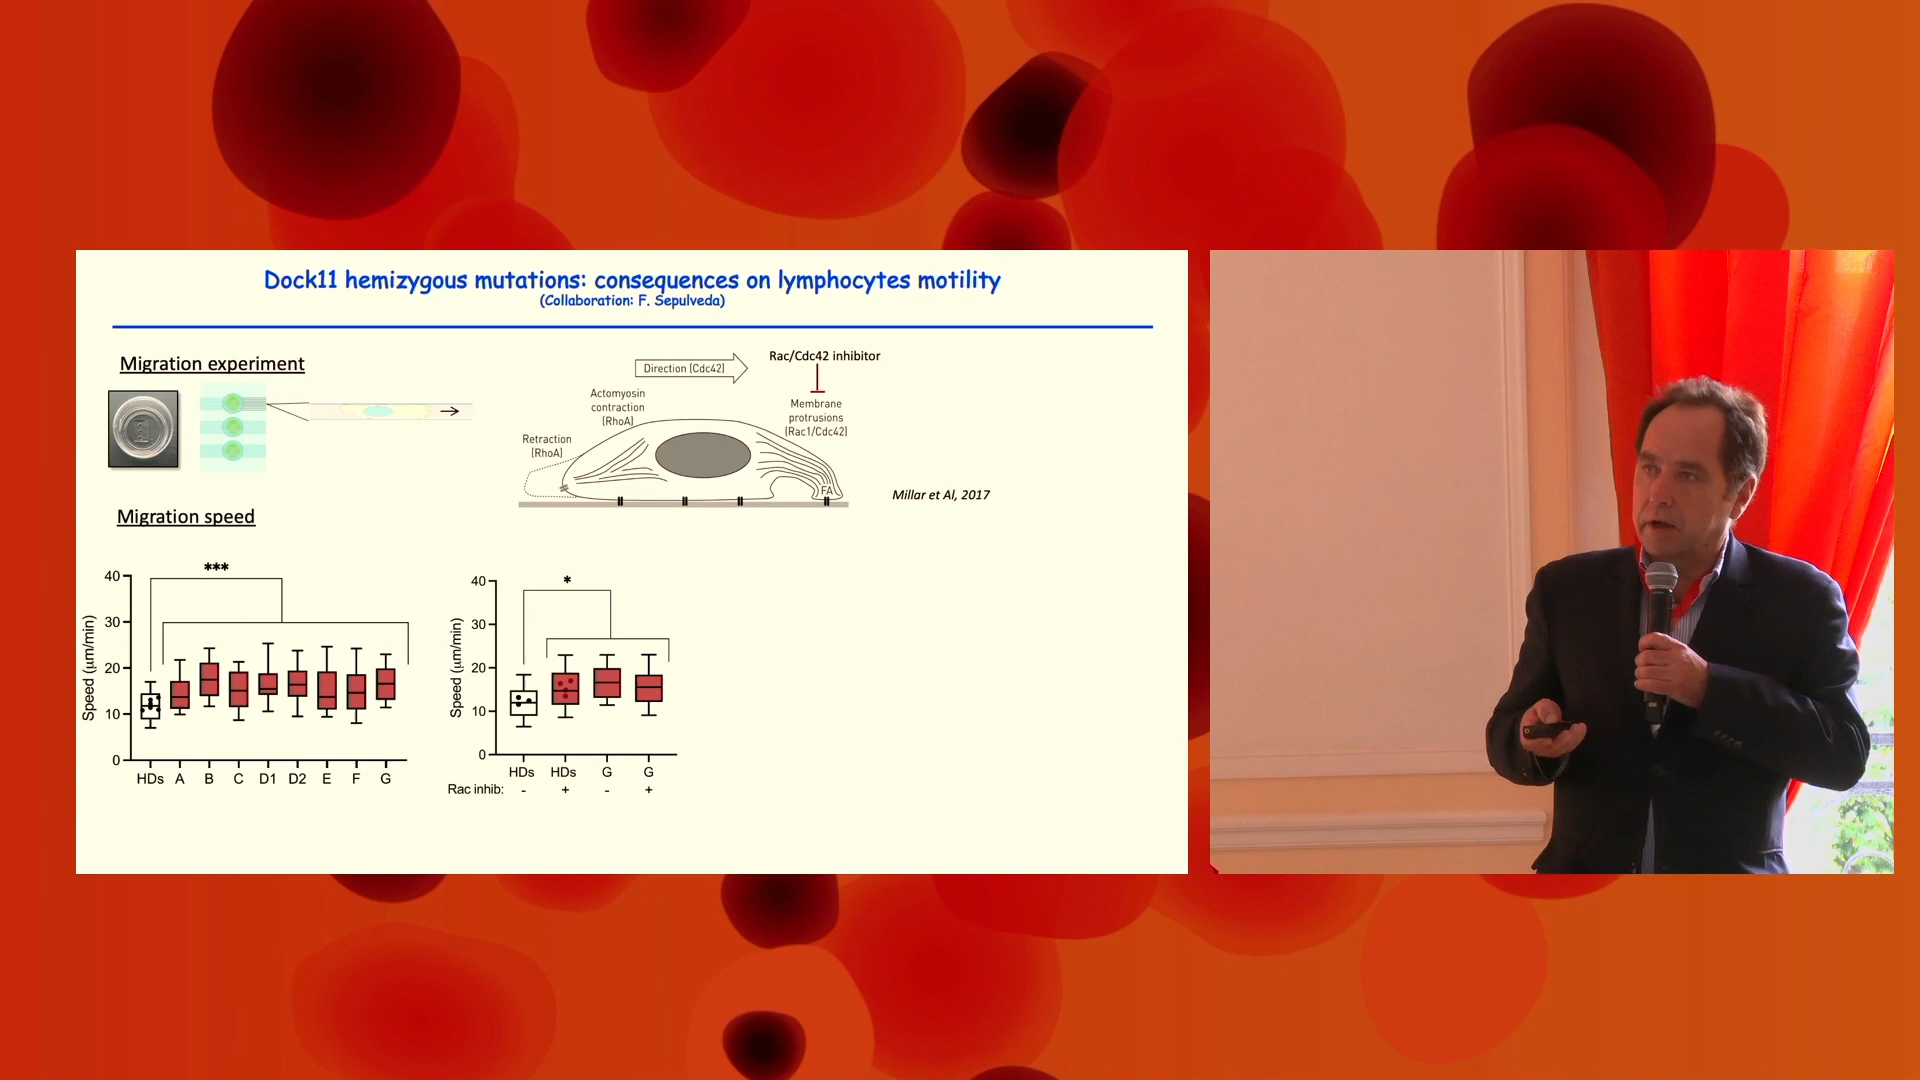 Dock11 hemizygous mutations: consequences on lymphocytes motility
(Collaboration: F. Sepulveda)
Migration experiment
Direction (Cdc42)
Rac/Cdc42 inhibitor
Actomyosin
contraction
(RhoA)
Membrane
protrusions
(Rac1/Cdc42)
Retraction
(RhoA)
FA
Millar et Al, 2017
Migration speed
***
40
30
20
10
0
Speed (µm/min)
HDs A B C D1 D2 E F G
*
40
30
20
10
0
Speed (µm/min)
HDs HDs G G
Rac inhib: - + - +